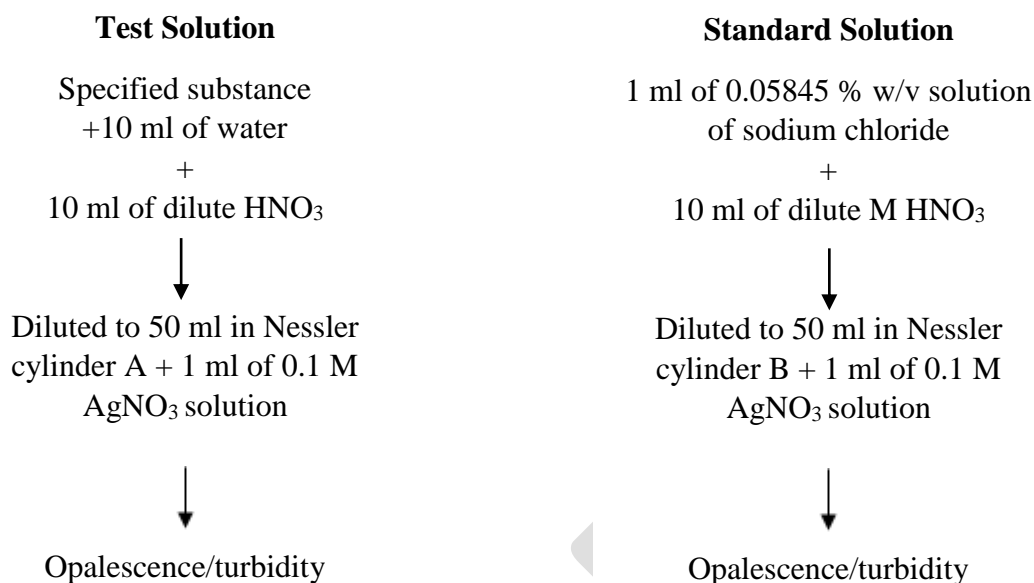 Test Solution
Specified substance
+10 ml of water
+
10 ml of dilute HNO₃
Diluted to 50 ml in Nessler
cylinder A + 1 ml of 0.1 M
AgNO₃ solution
Opalescence/turbidity
Standard Solution
1 ml of 0.05845 % w/v solution
of sodium chloride
+
10 ml of dilute M HNO₃
Diluted to 50 ml in Nessler
cylinder B + 1 ml of 0.1 M
AgNO₃ solution
Opalescence/turbidity